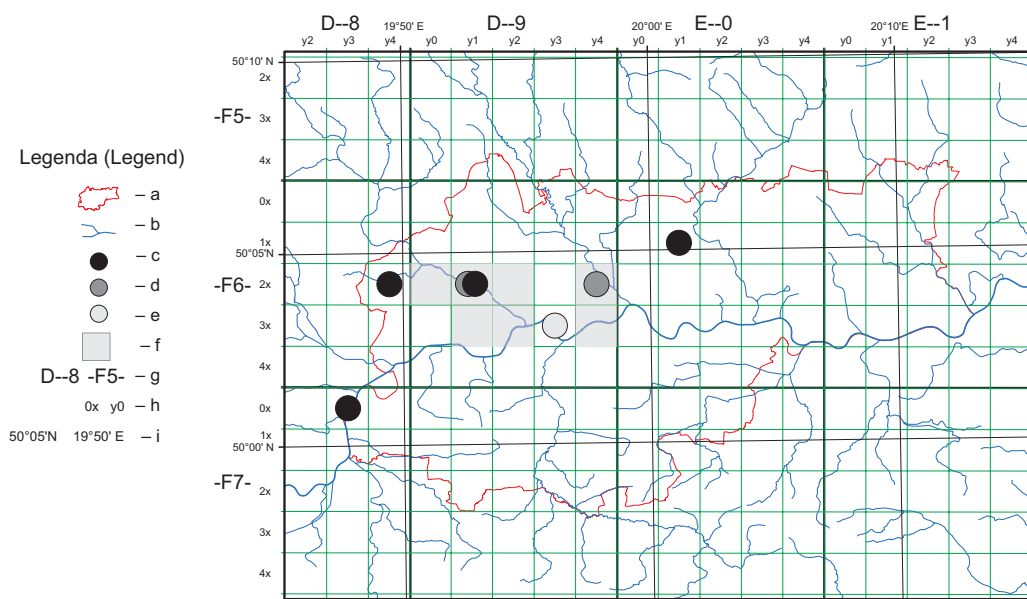 D--8 D--9 E--0 E--1
19°50' E 20°00' E 20°10'E
y2 y3 y4 y0 y1 y2 y3 y4 y0 y1 y2 y3 y4 y0 y1 y2 y3 y4
50°10' N
2x
-F5- 3x
4x
0x
1x
50°05'N
-F6- 2x
3x
4x
0x
1x
50°00' N
-F7- 2x
3x
4x
Legenda (Legend)
– a
– b
– c
– d
– e
– f
D--8 -F5- – g
0x y0 – h
50°05'N 19°50' E – i